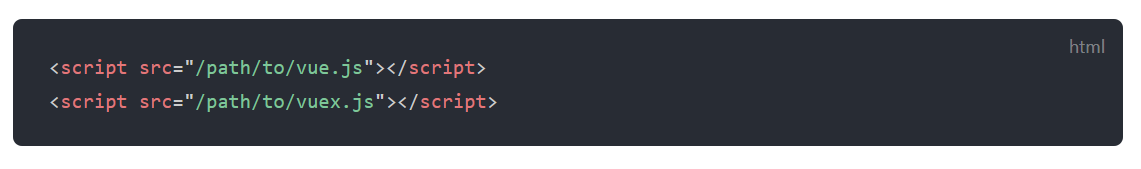 html
<script src="/path/to/vue.js"></script>
<script src="/path/to/vuex.js"></script>